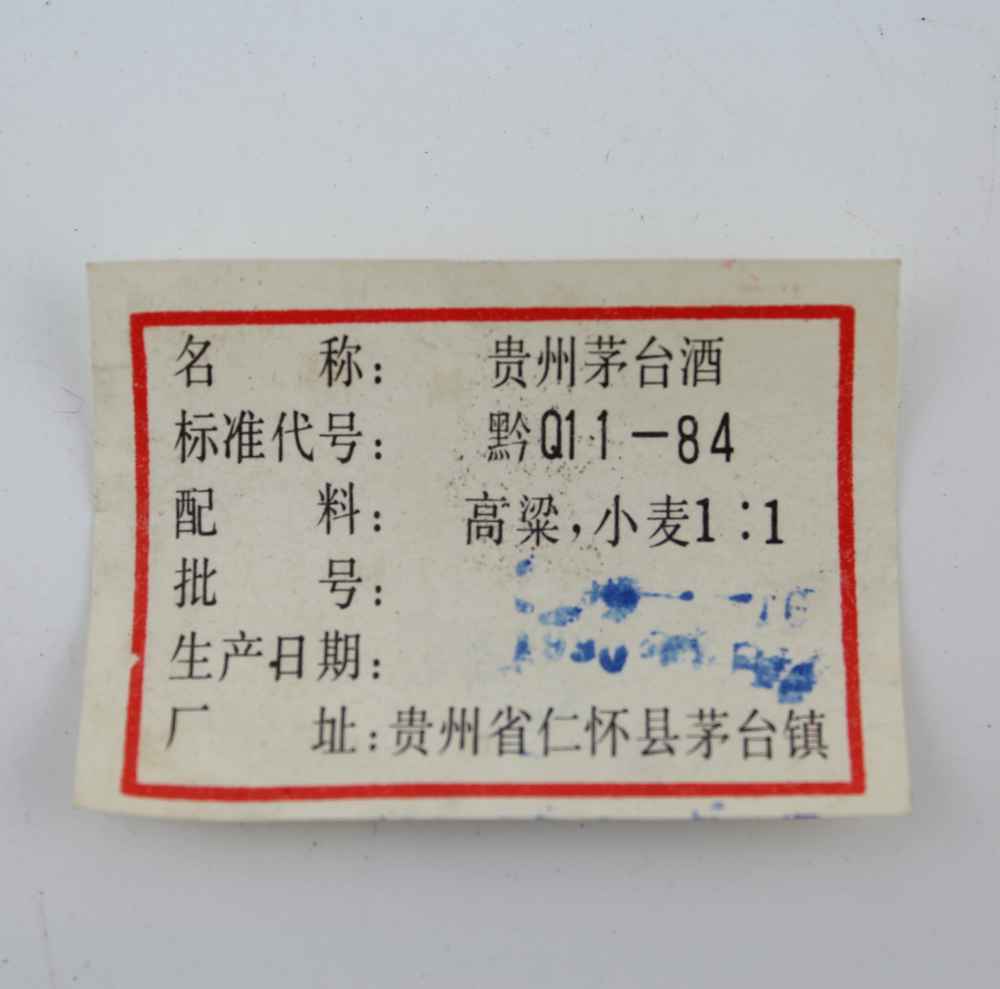 名称：贵州茅台酒
标准代号：黔Q11－84
配料：高粱，小麦1：1
批号：
生产日期：
厂址：贵州省仁怀县茅台镇